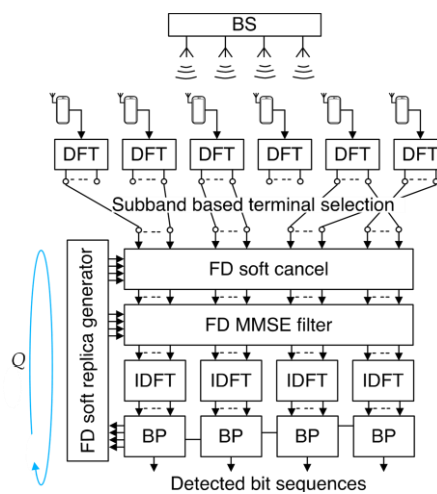 BS
DFT DFT DFT DFT DFT DFT
Subband based terminal selection
FD soft replica generator
FD soft cancel
FD MMSE filter
Q
IDFT IDFT IDFT IDFT
BP BP BP BP
Detected bit sequences